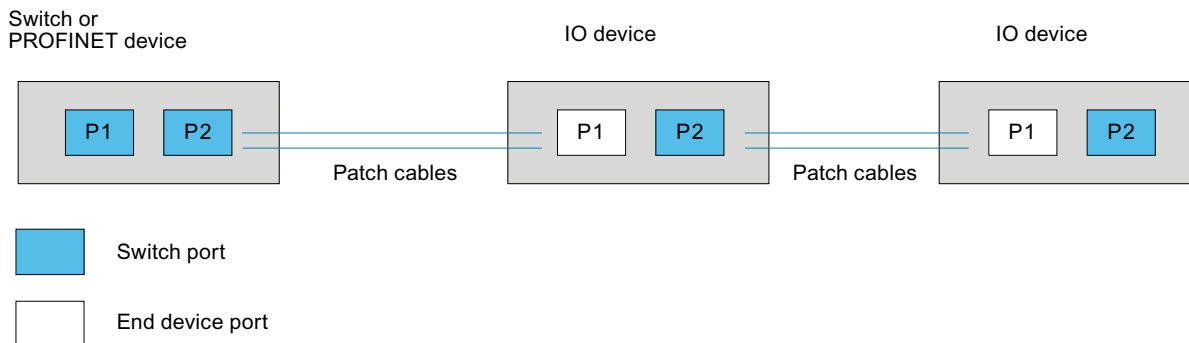 Switch or
PROFINET device
IO device
IO device
P1
P2
P1
P2
P1
P2
Patch cables
Patch cables
Switch port
End device port